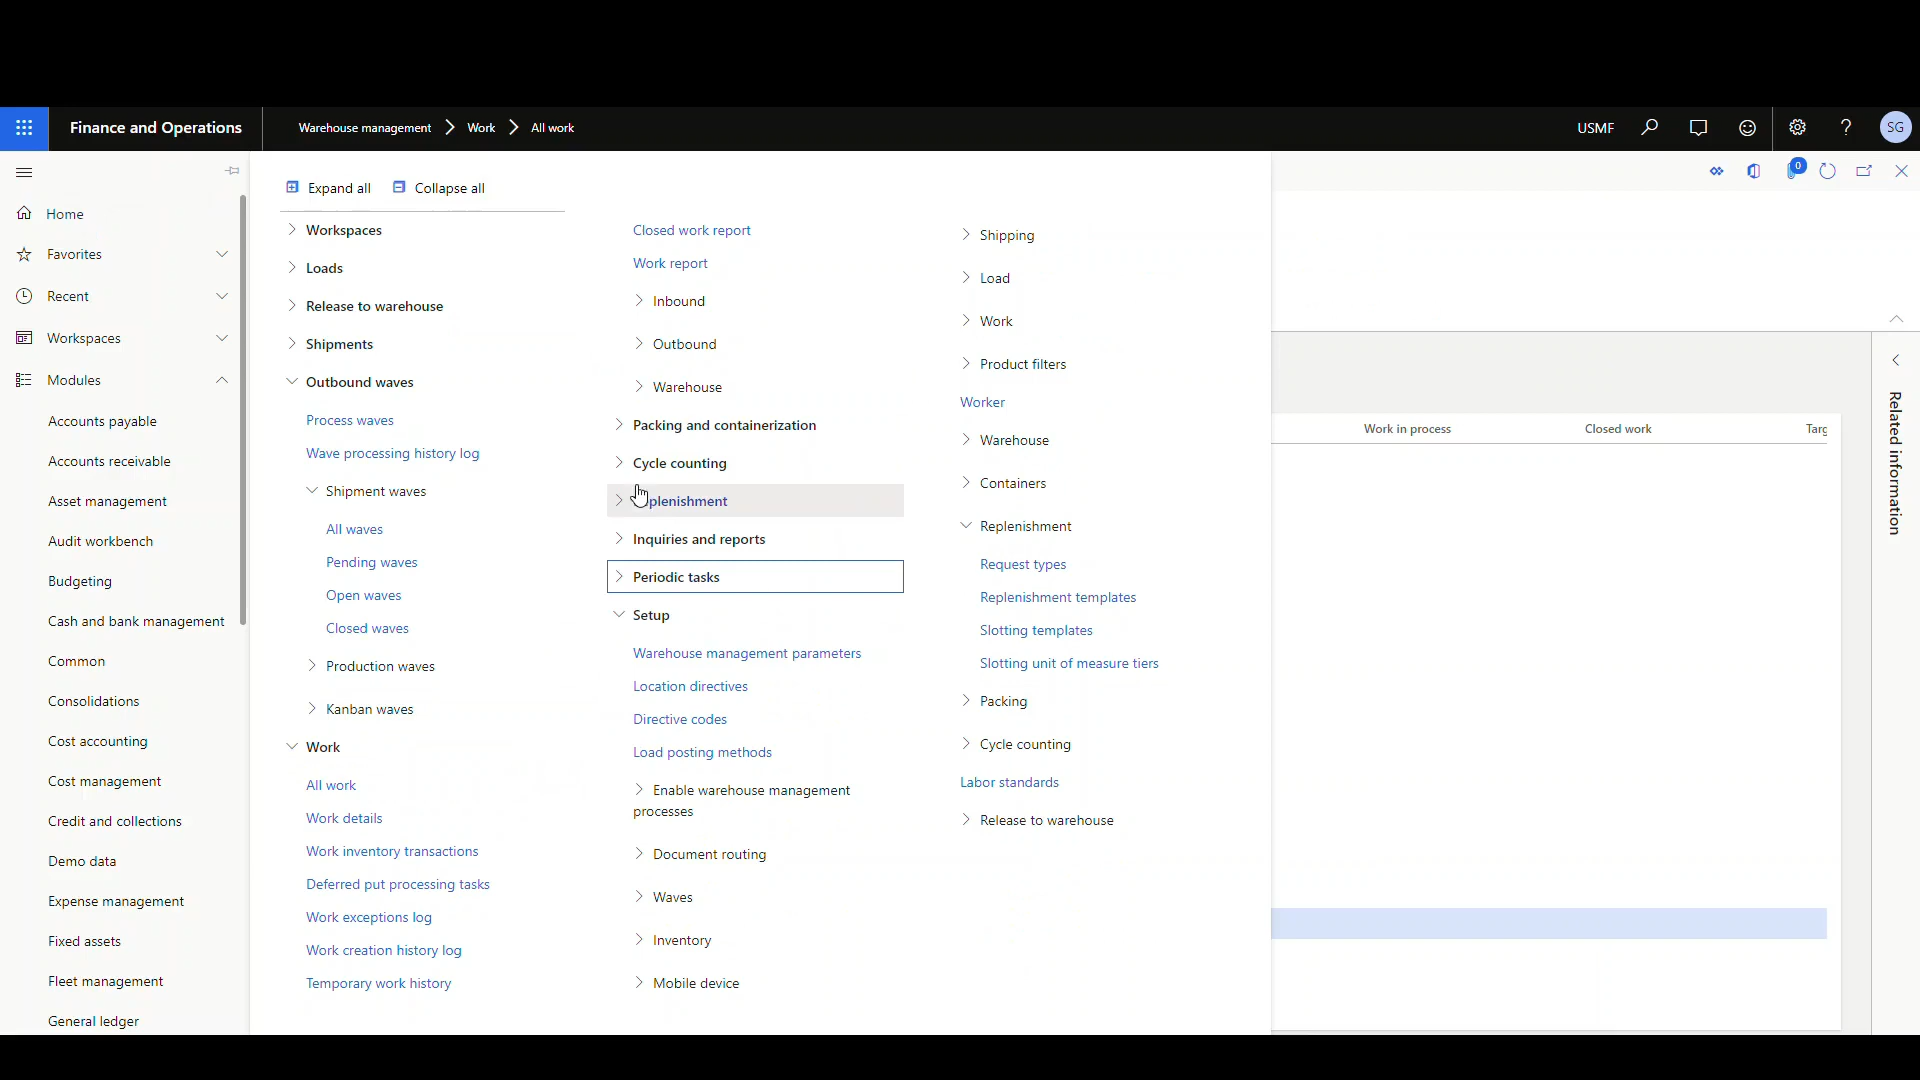 Finance and Operations
Warehouse management
Work
All work
USMF
?
SG
0
Home
Favorites
Recent
Workspaces
Modules
Accounts payable
Accounts receivable
Asset management
Audit workbench
Budgeting
Cash and bank management
Common
Consolidations
Cost accounting
Cost management
Credit and collections
Demo data
Expense management
Fixed assets
Fleet management
General ledger
Expand all
Collapse all
Workspaces
Loads
Release to warehouse
Shipments
Outbound waves
Process waves
Wave processing history log
Shipment waves
All waves
Pending waves
Open waves
Closed waves
Production waves
Kanban waves
Work
All work
Work details
Work inventory transactions
Deferred put processing tasks
Work exceptions log
Work creation history log
Temporary work history
Closed work report
Work report
Inbound
Outbound
Warehouse
Packing and containerization
Cycle counting
plenishment
Inquiries and reports
Periodic tasks
Setup
Warehouse management parameters
Location directives
Directive codes
Load posting methods
Enable warehouse management
processes
Document routing
Waves
Inventory
Mobile device
Shipping
Load
Work
Product filters
Worker
Warehouse
Containers
Replenishment
Request types
Replenishment templates
Slotting templates
Slotting unit of measure tiers
Packing
Cycle counting
Labor standards
Release to warehouse
Work in process
Closed work
Targ
Related information